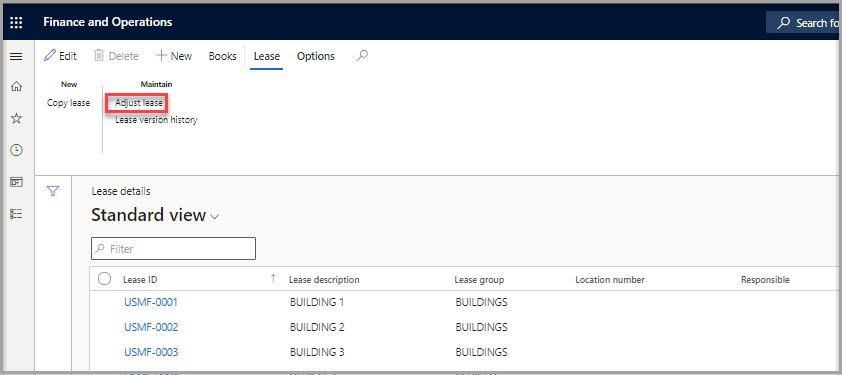 Finance and Operations
Search fo
Edit Delete New Books Lease Options
New Maintain
Copy lease Adjust lease
Lease version history
Lease details
Standard view
Filter
Lease ID Lease description Lease group Location number Responsible
USMF-0001 BUILDING 1 BUILDINGS
USMF-0002 BUILDING 2 BUILDINGS
USMF-0003 BUILDING 3 BUILDINGS